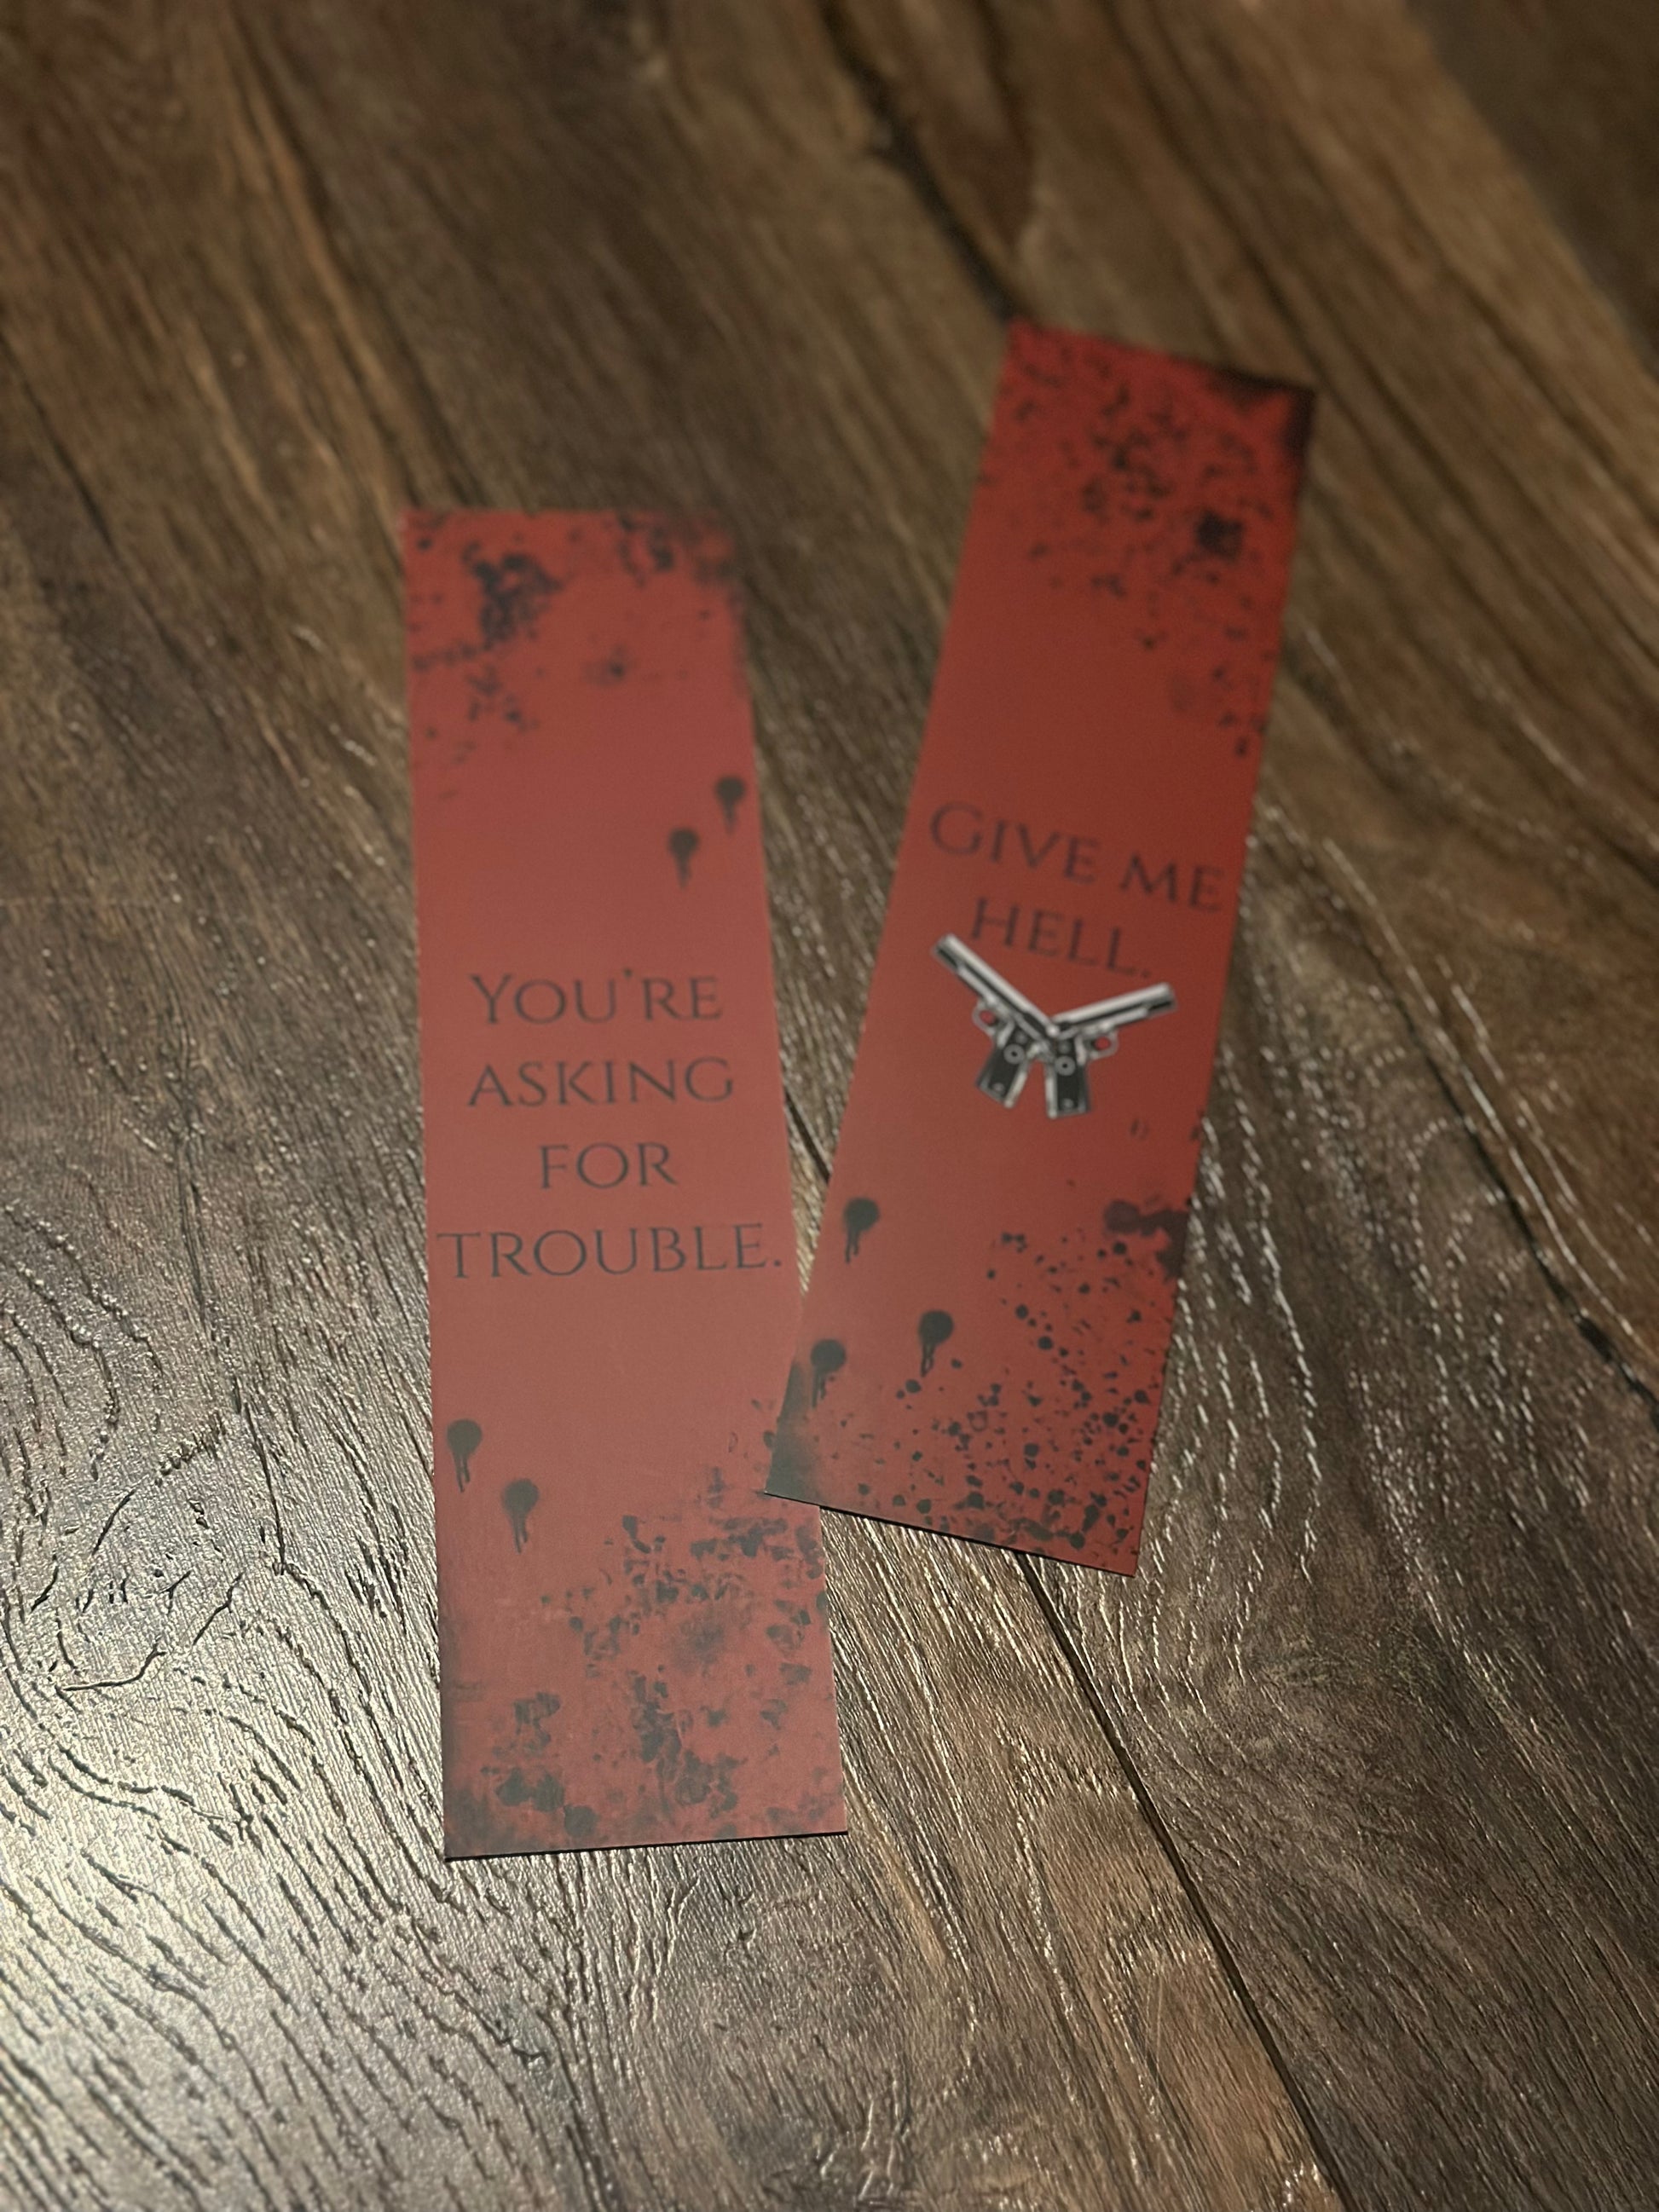 YOU'RE
ASKING
FOR
TROUBLE.
GIVE ME
HELL.